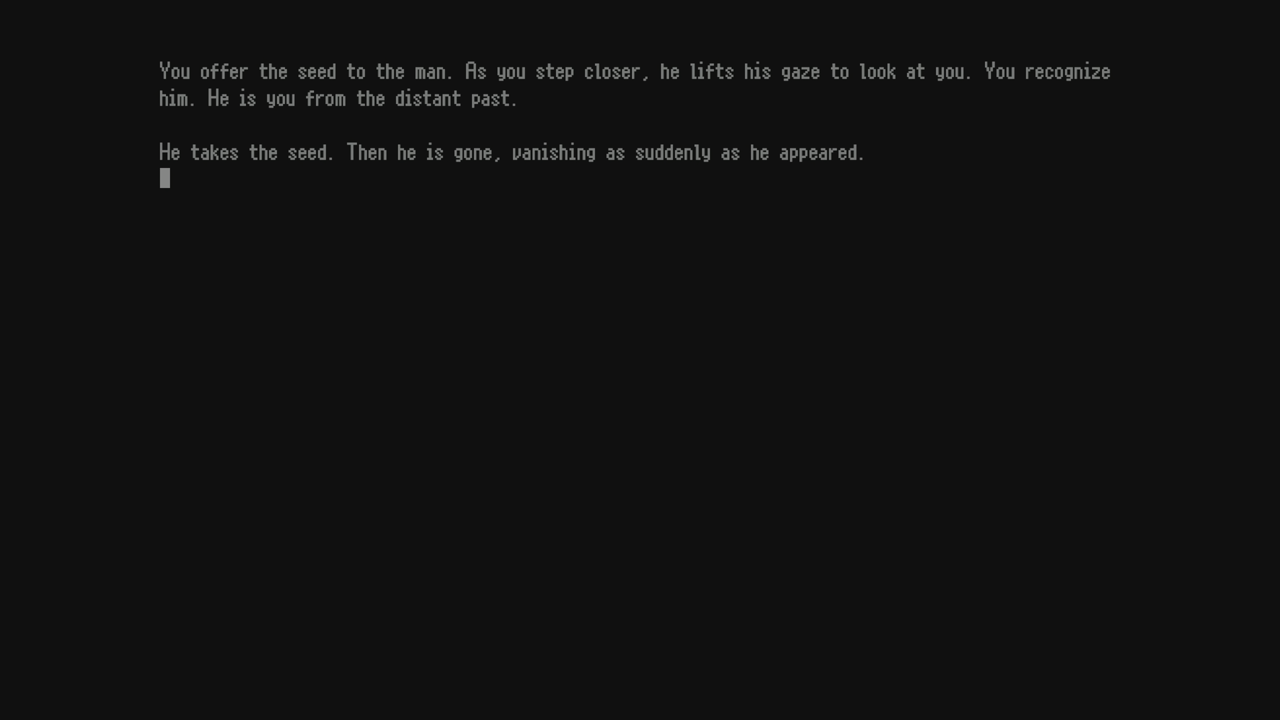 You offer the seed to the man. As you step closer, he lifts his gaze to look at you. You recognize
him. He is you from the distant past.
He takes the seed. Then he is gone, vanishing as suddenly as he appeared.